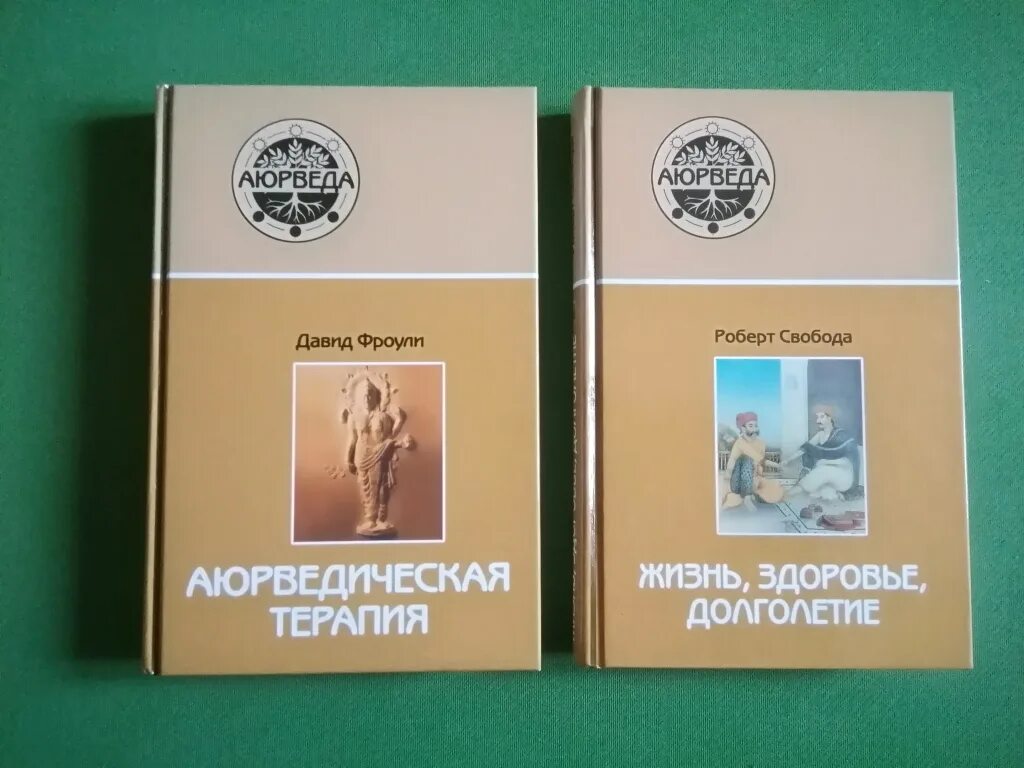 АЮРВЕДА
Давид Фроули
АЮРВЕДИЧЕСКАЯ
ТЕРАПИЯ
АЮРВЕДА
Роберт Свобода
ЖИЗНЬ, ЗДОРОВЬЕ,
ДОЛГОЛЕТИЕ